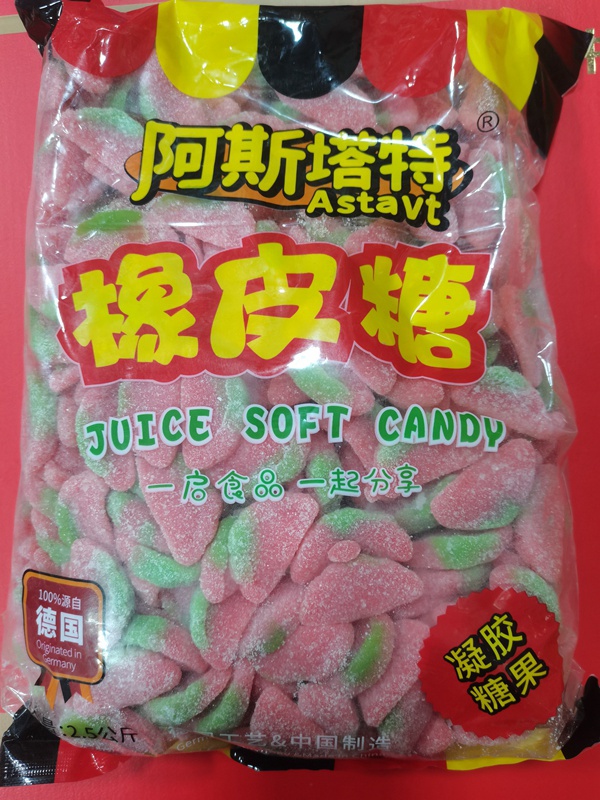 阿斯塔特
®
AstaVt
橡皮糖
JUICE SOFT CANDY
一启食品 一起分享
100%源自
德国
Originated in
Germany
凝胶
糖果
:2.5公斤
工艺&中国制造